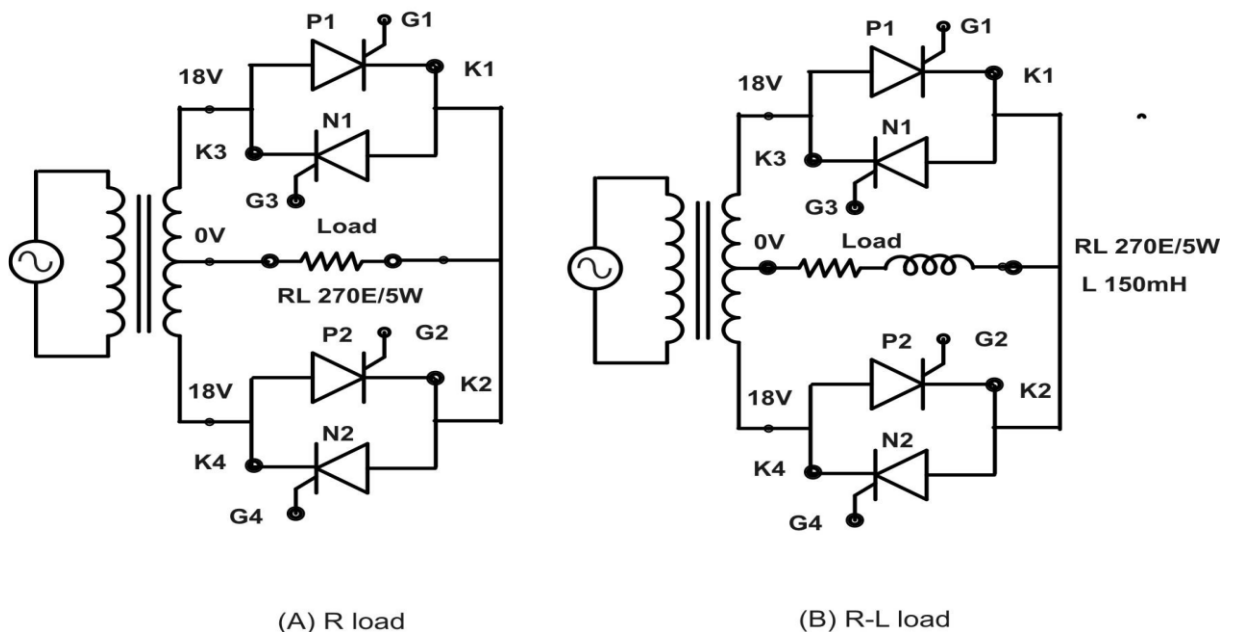 P1
G1
18V
K1
N1
K3
G3
Load
0V
RL 270E/5W
P2
G2
18V
K2
N2
K4
G4
(A) R load
P1
G1
18V
K1
N1
K3
G3
0V
Load
RL 270E/5W
L 150mH
P2
G2
18V
K2
N2
K4
G4
(B) R-L load